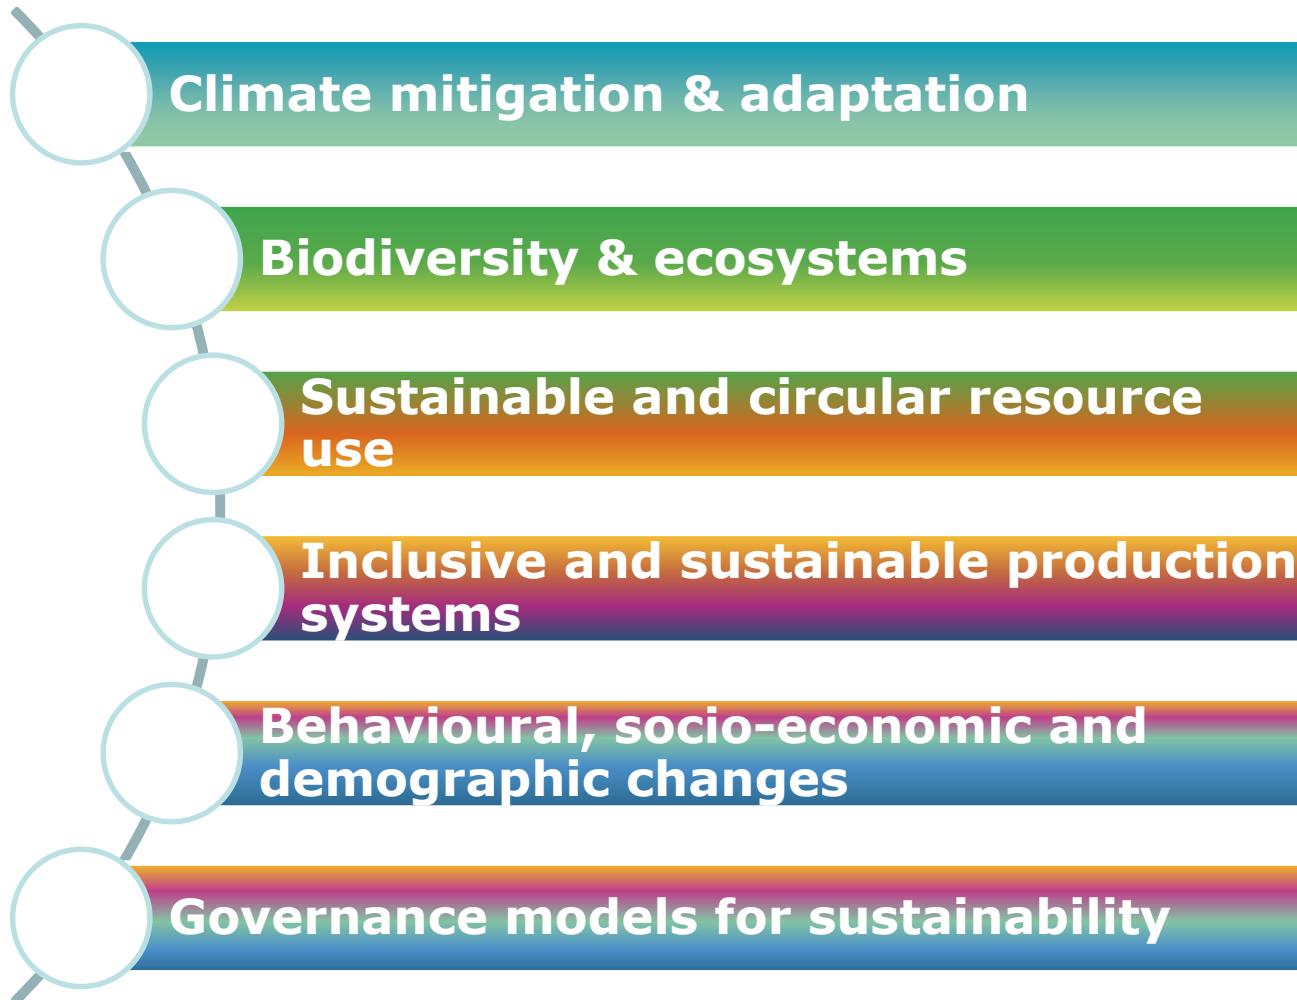 Climate mitigation & adaptation
Biodiversity & ecosystems
Sustainable and circular resource
use
Inclusive and sustainable production
systems
Behavioural, socio-economic and
demographic changes
Governance models for sustainability